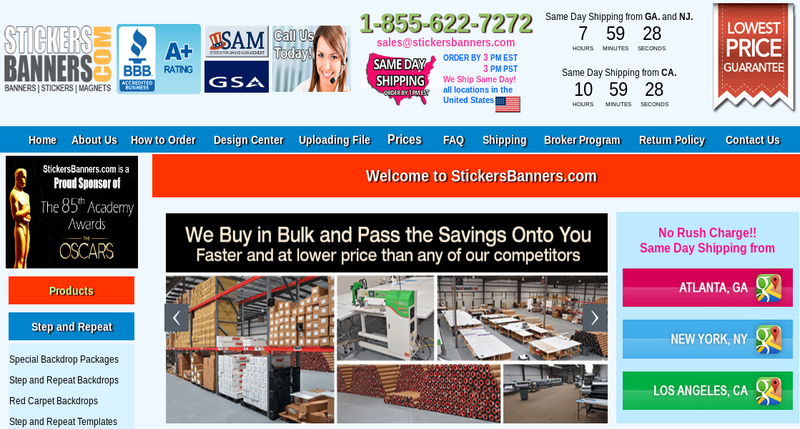 STICKERS
BANNERS
.COM
BANNERS | STICKERS | MAGNETS
BBB.
ACCREDITED
BUSINESS
A+
RATING
SAM
GSA
Call Us
Today!
1-855-622-7272
sales@stickersbanners.com
SAME DAY
SHIPPING
ORDER BY 1 PM EST
ORDER BY 3 PM EST
3 PM PST
We Ship Same Day!
all locations in the
United States
Same Day Shipping from GA. and NJ.
7 59 28
HOURS MINUTES SECONDS
Same Day Shipping from CA.
10 59 28
HOURS MINUTES SECONDS
LOWEST
PRICE
GUARANTEE
Home About Us How to Order Design Center Uploading File Prices FAQ Shipping Broker Program Return Policy Contact Us
StickersBanners.com is a
Proud Sponsor of
The 85th Academy
Awards
THE
OSCARS
Welcome to StickersBanners.com
Products
Step and Repeat
Special Backdrop Packages
Step and Repeat Backdrops
Red Carpet Backdrops
Step and Repeat Templates
We Buy in Bulk and Pass the Savings Onto You
Faster and at lower price than any of our competitors
No Rush Charge!!
Same Day Shipping from
ATLANTA, GA
NEW YORK, NY
LOS ANGELES, CA